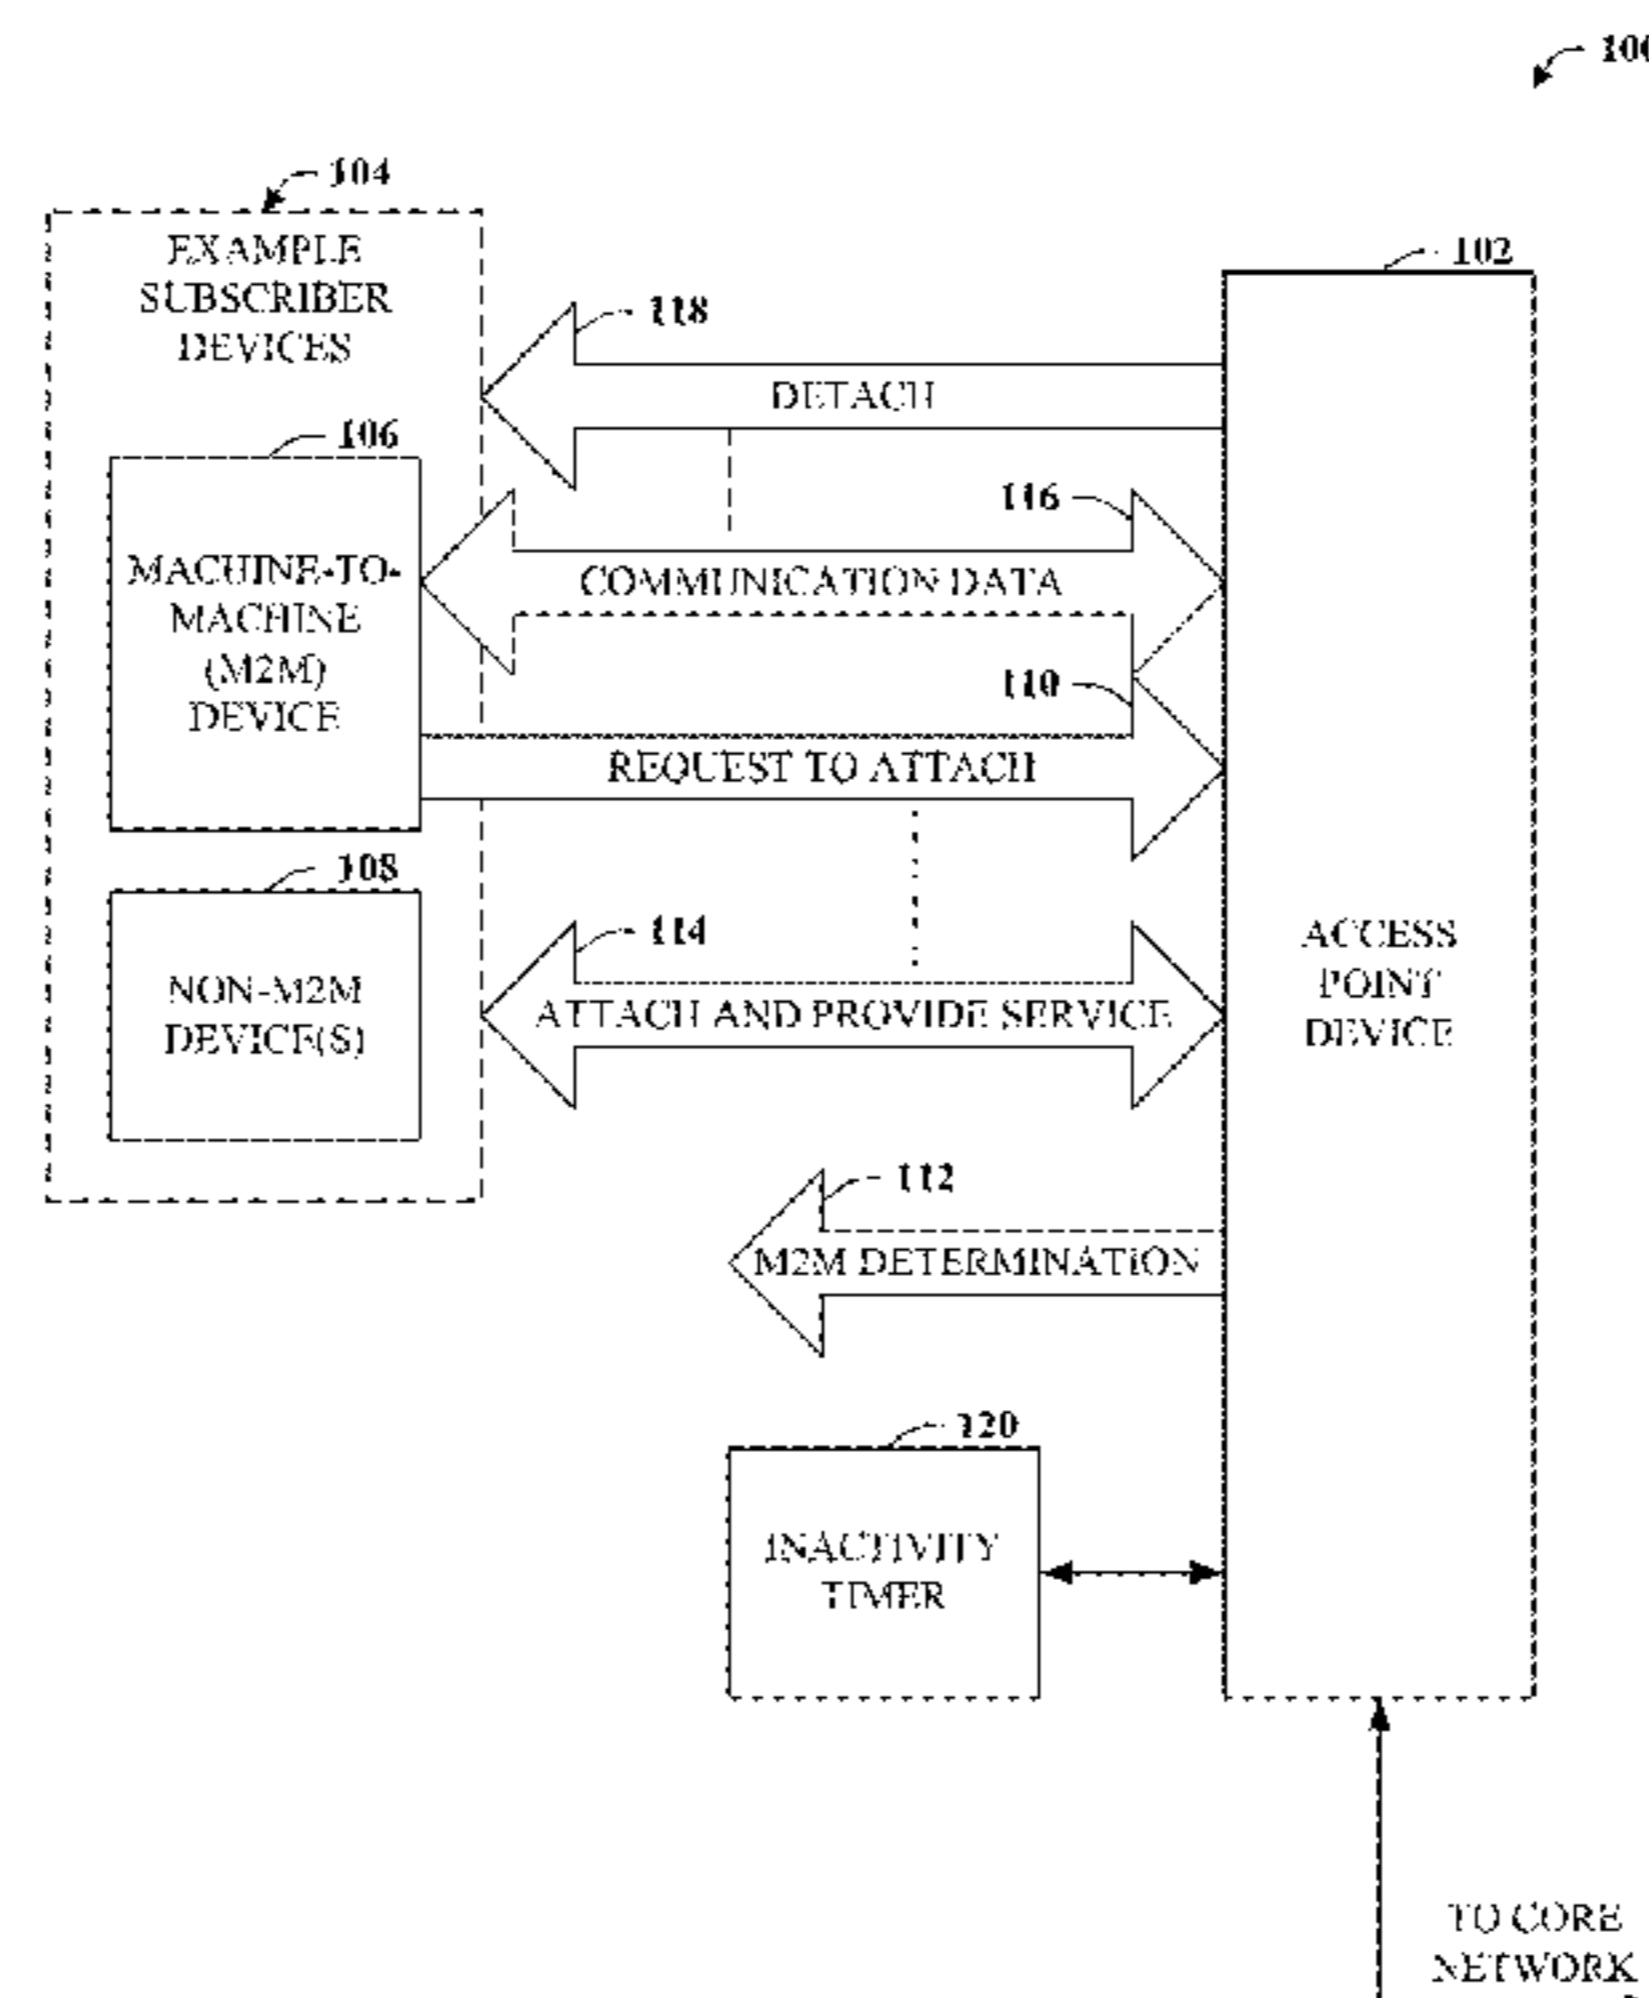 100
104
EXAMPLE
SUBSCRIBER
DEVICES
102
118
DETACH
106
MACHINE-TO-
MACHINE
(M2M)
DEVICE
116
COMMUNICATION DATA
110
REQUEST TO ATTACH
108
NON-M2M
DEVICE(S)
114
ATTACH AND PROVIDE SERVICE
ACCESS
POINT
DEVICE
112
M2M DETERMINATION
120
INACTIVITY
TIMER
TO CORE
NETWORK